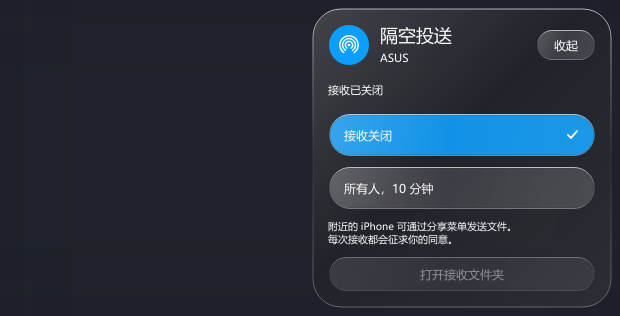 隔空投送
ASUS
收起
接收已关闭
接收关闭
所有人，10 分钟
附近的 iPhone 可通过分享菜单发送文件。
每次接收都会征求你的同意。
打开接收文件夹